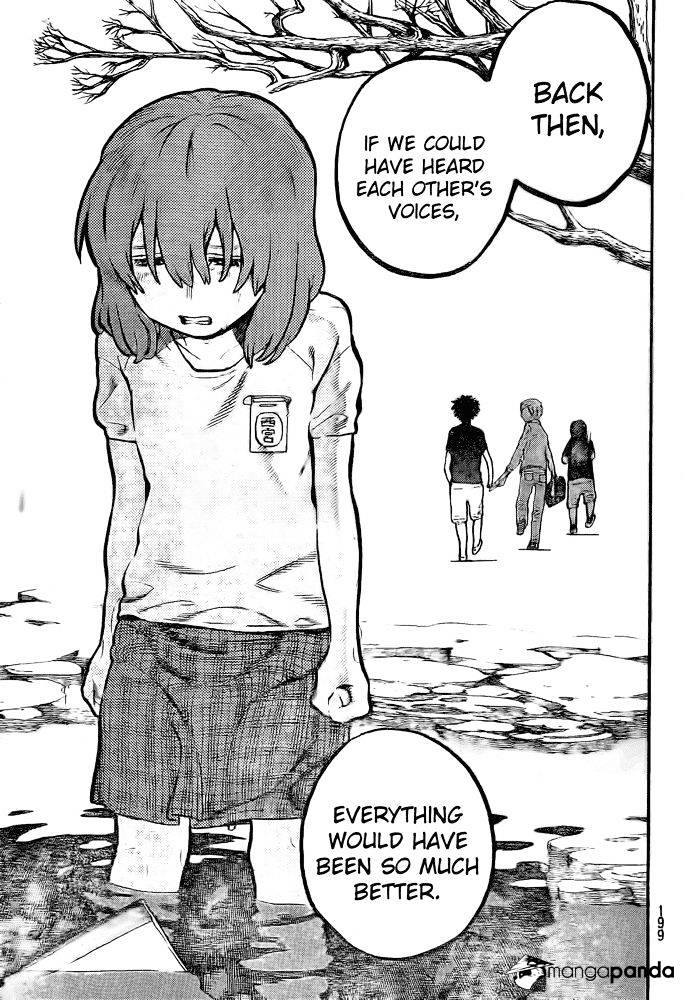 BACK
THEN,
IF WE COULD
HAVE HEARD
EACH OTHER'S
VOICES,
西宮
EVERYTHING
WOULD HAVE
BEEN SO MUCH
BETTER.
199
mangapanda